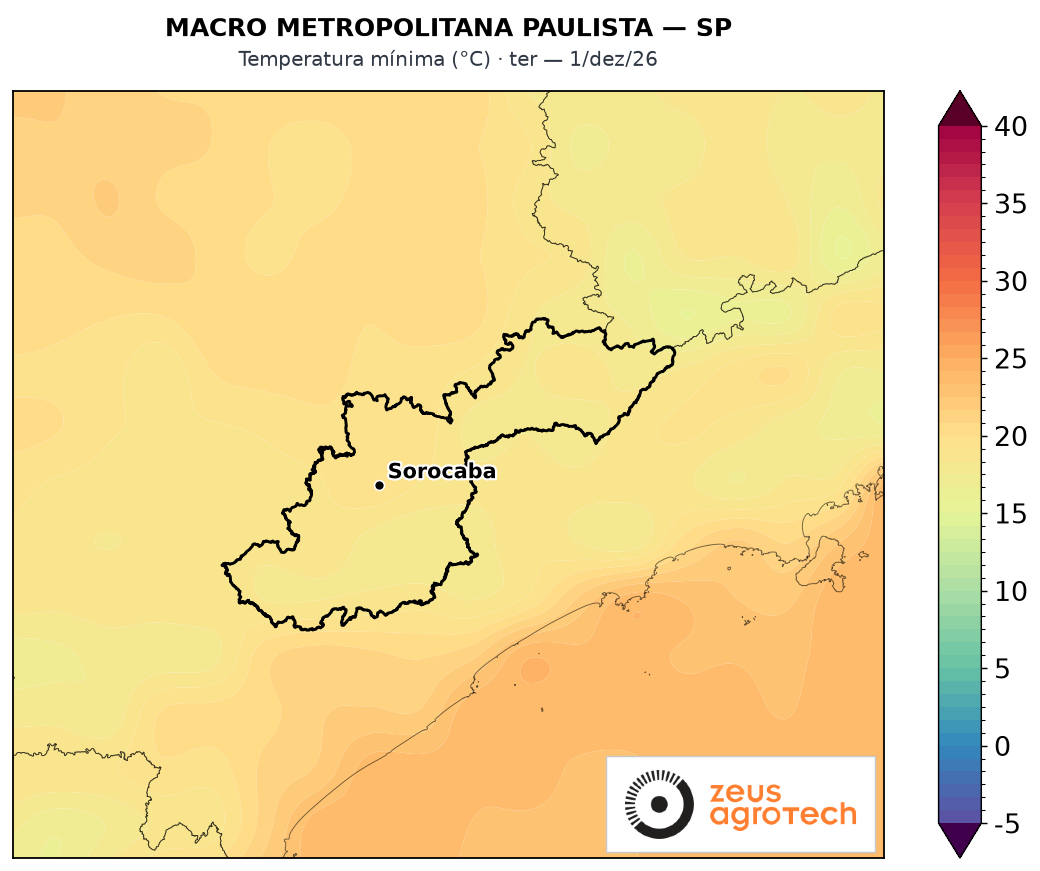 MACRO METROPOLITANA PAULISTA — SP
Temperatura mínima (°C) · ter — 1/dez/26
40
35
30
25
20
15
10
5
0
-5
Sorocaba
zeus
agrotech